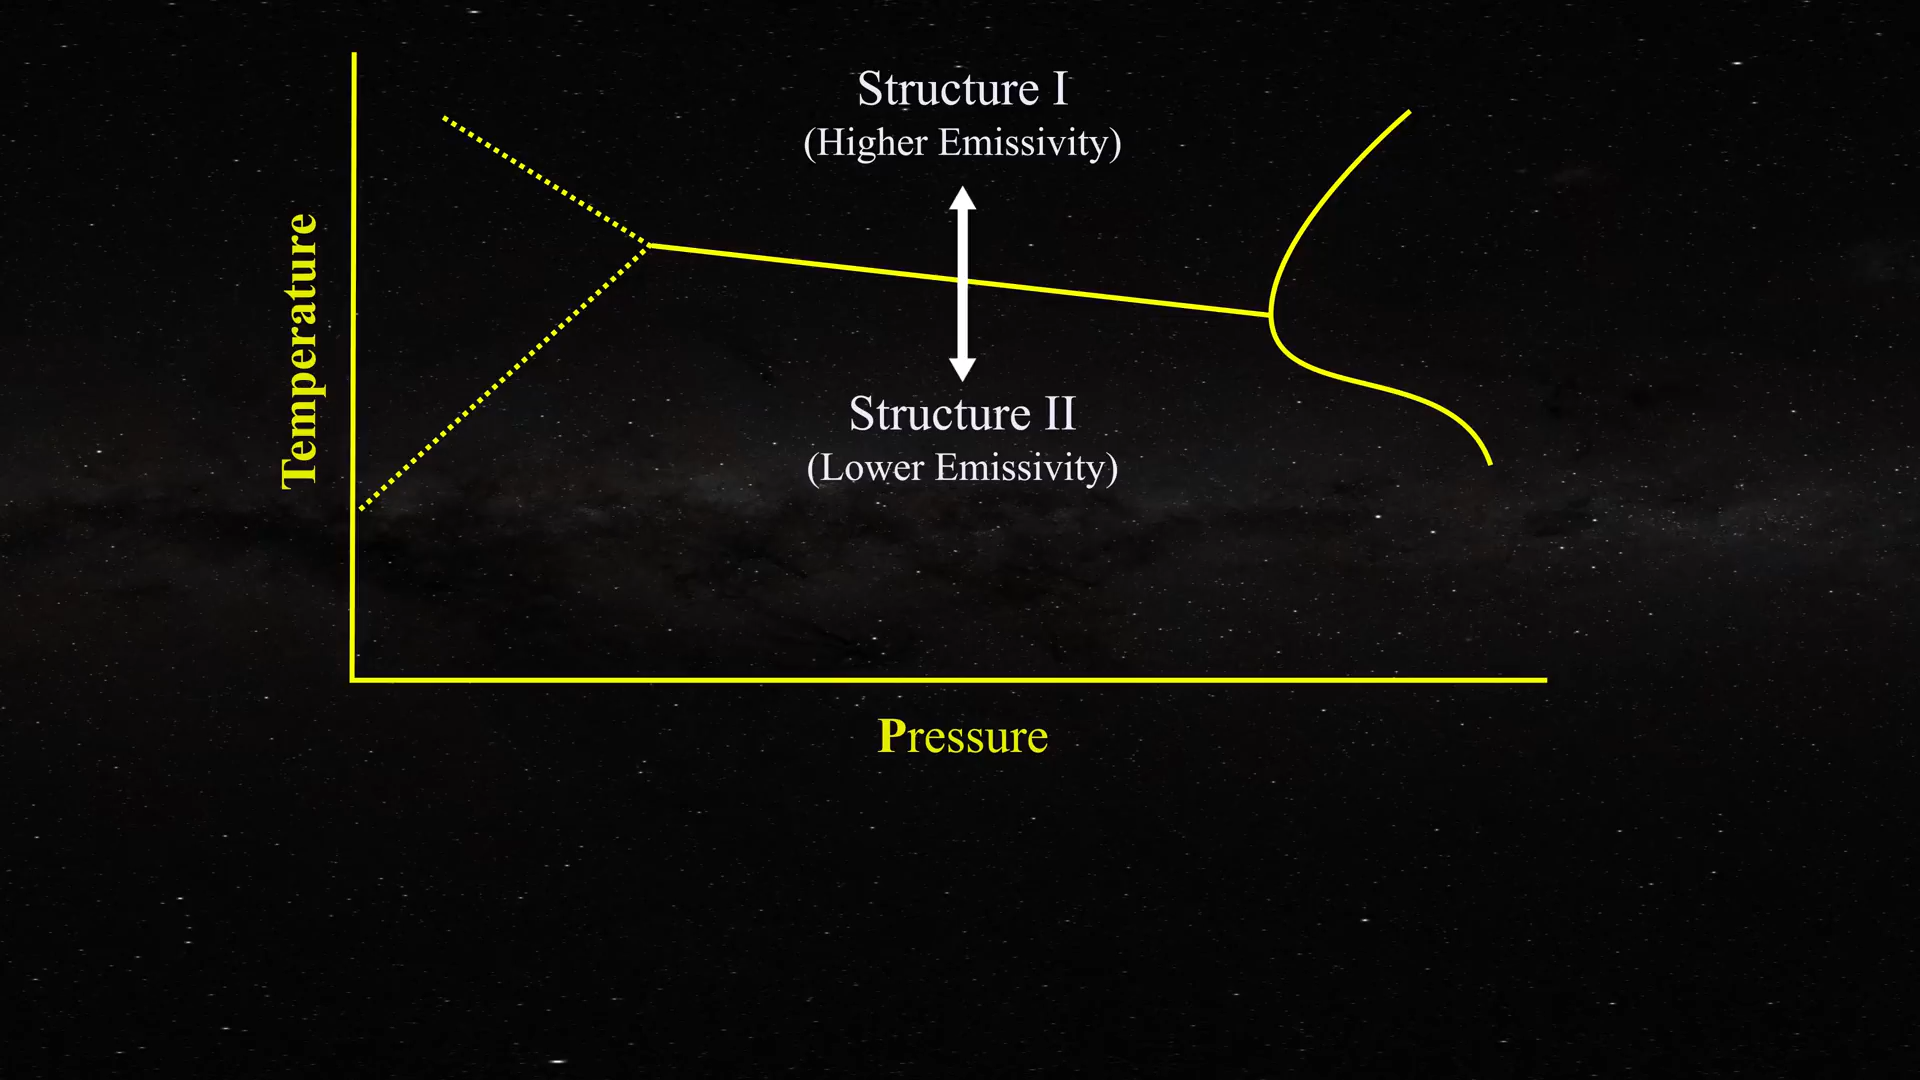 Structure I
(Higher Emissivity)
Temperature
Structure II
(Lower Emissivity)
Pressure